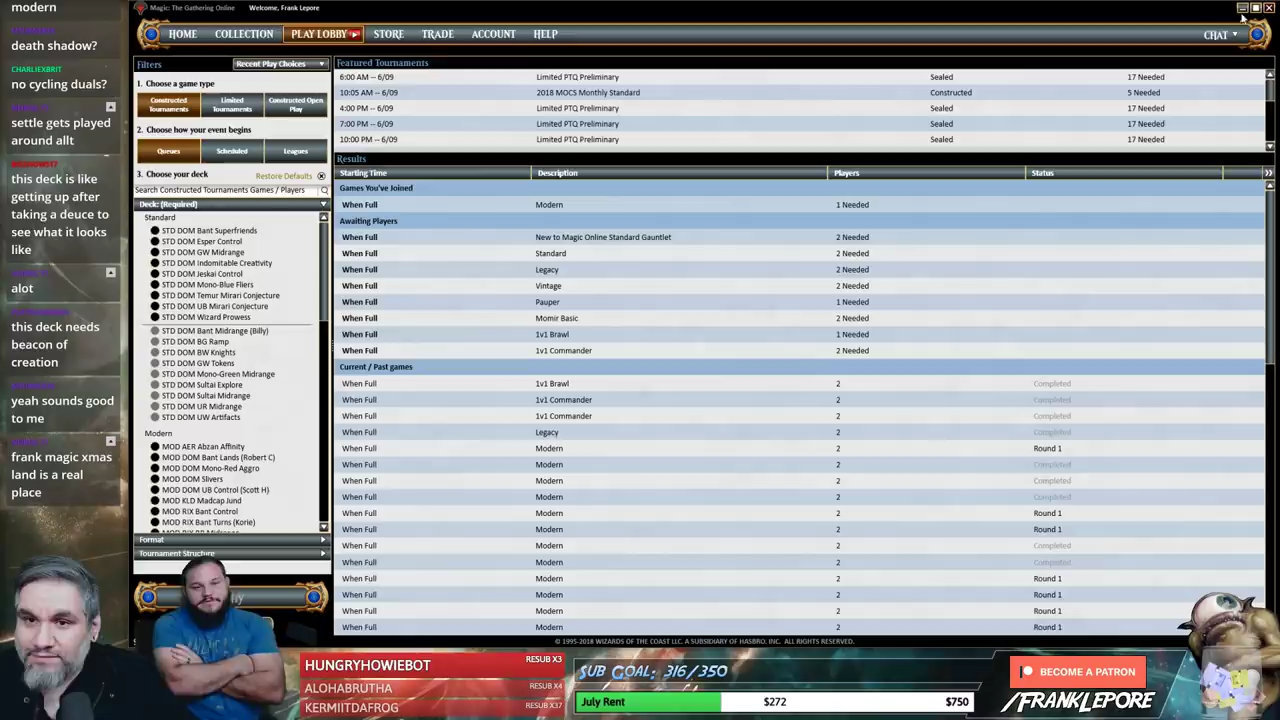 modern
death shadow?
CHARLIEXBRIT
no cycling duals?
settle gets played
around allt
this deck is like
getting up after
taking a deuce to
see what it looks
like
alot
this deck needs
beacon of
creation
yeah sounds good
to me
frank magic xmas
land is a real
place
Magic: The Gathering Online
Welcome, Frank Lepore
HOME
COLLECTION
PLAY LOBBY
STORE
TRADE
ACCOUNT
HELP
CHAT
Filters
Recent Play Choices
1. Choose a game type
Constructed Tournaments
Limited Tournaments
Constructed Open Play
2. Choose how your event begins
Queues
Scheduled
Leagues
3. Choose your deck
Restore Defaults
Search Constructed Tournaments Games / Players
Deck: (Required)
Standard
STD DOM Bant Superfriends
STD DOM Esper Control
STD DOM GW Midrange
STD DOM Indomitable Creativity
STD DOM Jeskai Control
STD DOM Mono-Blue Fliers
STD DOM Temur Mirari Conjecture
STD DOM UB Mirari Conjecture
STD DOM Wizard Prowess
STD DOM Bant Midrange (Billy)
STD DOM BG Ramp
STD DOM BW Knights
STD DOM GW Tokens
STD DOM Mono-Green Midrange
STD DOM Sultai Explore
STD DOM Sultai Midrange
STD DOM UR Midrange
STD DOM UW Artifacts
Modern
MOD AER Abzan Affinity
MOD DOM Bant Lands (Robert C)
MOD DOM Mono-Red Aggro
MOD DOM Slivers
MOD DOM UB Control (Scott H)
MOD KLD Madcap Jund
MOD RIX Bant Control
MOD RIX Bant Turns (Korie)
Format
Tournament Structure
Featured Tournaments
6:00 AM -- 6/09 Limited PTQ Preliminary Sealed 17 Needed
10:05 AM -- 6/09 2018 MOCS Monthly Standard Constructed 5 Needed
4:00 PM -- 6/09 Limited PTQ Preliminary Sealed 17 Needed
7:00 PM -- 6/09 Limited PTQ Preliminary Sealed 17 Needed
10:00 PM -- 6/09 Limited PTQ Preliminary Sealed 17 Needed
Results
Starting Time Description Players Status
Games You've Joined
When Full Modern 1 Needed
Awaiting Players
When Full New to Magic Online Standard Gauntlet 2 Needed
When Full Standard 2 Needed
When Full Legacy 2 Needed
When Full Vintage 2 Needed
When Full Pauper 1 Needed
When Full Momir Basic 2 Needed
When Full 1v1 Brawl 1 Needed
When Full 1v1 Commander 2 Needed
Current / Past games
When Full 1v1 Brawl 2 Completed
When Full 1v1 Commander 2 Completed
When Full 1v1 Commander 2 Completed
When Full Legacy 2 Completed
When Full Modern 2 Round 1
When Full Modern 2 Completed
When Full Modern 2 Completed
When Full Modern 2 Completed
When Full Modern 2 Round 1
When Full Modern 2 Round 1
When Full Modern 2 Completed
When Full Modern 2 Completed
When Full Modern 2 Round 1
When Full Modern 2 Round 1
When Full Modern 2 Round 1
When Full Modern 2 Round 1
© 1995-2018 WIZARDS OF THE COAST LLC. A SUBSIDIARY OF HASBRO, INC. ALL RIGHTS RESERVED.
HUNGRYHOWIEBOT RESUB X3
ALOHABRUTHA RESUB X4
KERMIITDAFROG RESUB X37
SUB GOAL: 316/350
July Rent $272 $750
BECOME A PATRON
/FRANKLEPORE